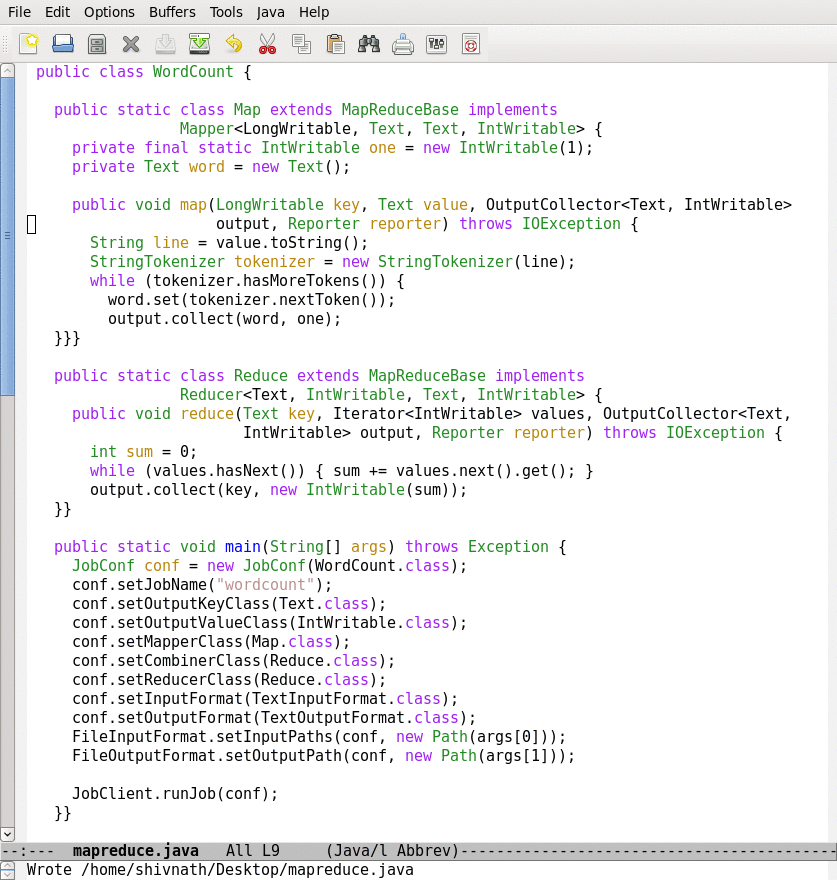 File Edit Options Buffers Tools Java Help
public class WordCount {
  public static class Map extends MapReduceBase implements
                Mapper<LongWritable, Text, Text, IntWritable> {
    private final static IntWritable one = new IntWritable(1);
    private Text word = new Text();
    public void map(LongWritable key, Text value, OutputCollector<Text, IntWritable>
                    output, Reporter reporter) throws IOException {
      String line = value.toString();
      StringTokenizer tokenizer = new StringTokenizer(line);
      while (tokenizer.hasMoreTokens()) {
        word.set(tokenizer.nextToken());
        output.collect(word, one);
  }}}
  public static class Reduce extends MapReduceBase implements
                Reducer<Text, IntWritable, Text, IntWritable> {
    public void reduce(Text key, Iterator<IntWritable> values, OutputCollector<Text,
                       IntWritable> output, Reporter reporter) throws IOException {
      int sum = 0;
      while (values.hasNext()) { sum += values.next().get(); }
      output.collect(key, new IntWritable(sum));
  }}
  public static void main(String[] args) throws Exception {
    JobConf conf = new JobConf(WordCount.class);
    conf.setJobName("wordcount");
    conf.setOutputKeyClass(Text.class);
    conf.setOutputValueClass(IntWritable.class);
    conf.setMapperClass(Map.class);
    conf.setCombinerClass(Reduce.class);
    conf.setReducerClass(Reduce.class);
    conf.setInputFormat(TextInputFormat.class);
    conf.setOutputFormat(TextOutputFormat.class);
    FileInputFormat.setInputPaths(conf, new Path(args[0]));
    FileOutputFormat.setOutputPath(conf, new Path(args[1]));
    JobClient.runJob(conf);
  }}
--:---  mapreduce.java   All L9     (Java/l Abbrev)------------------------------------------
Wrote /home/shivnath/Desktop/mapreduce.java